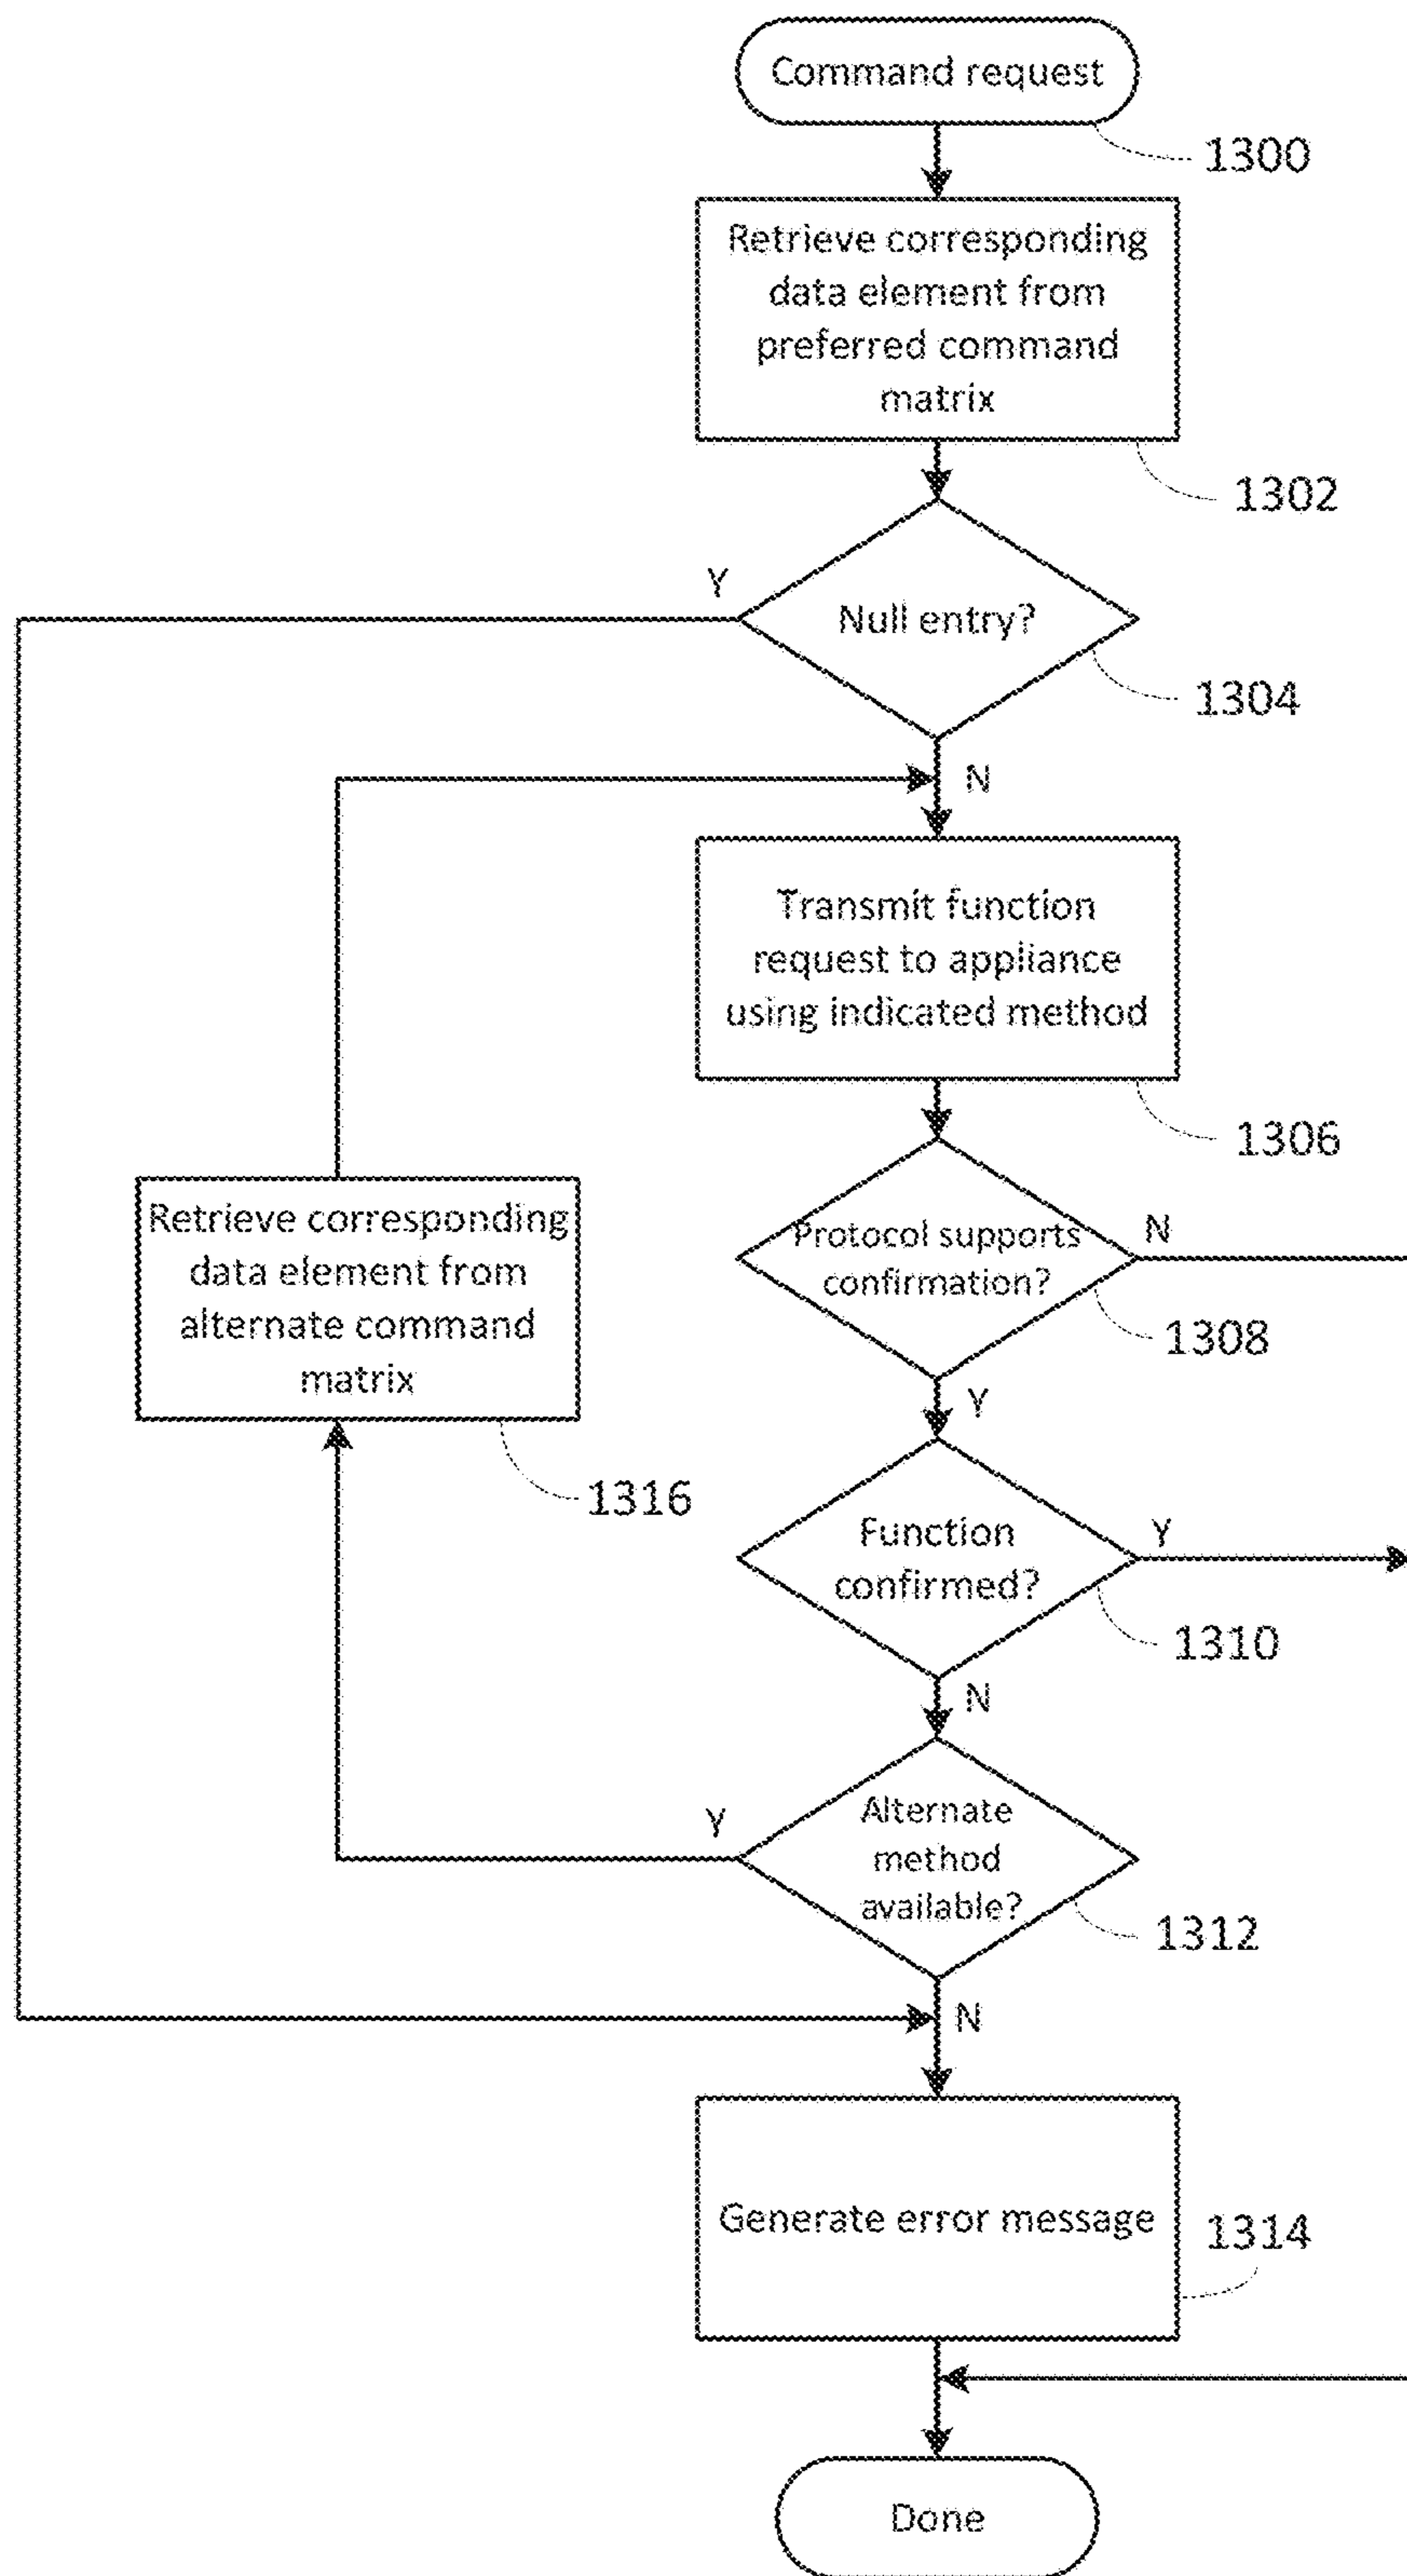 Command request
1300
Retrieve corresponding
data element from
preferred command
matrix
1302
Y
Null entry?
1304
N
Transmit function
request to appliance
using indicated method
1306
Retrieve corresponding
data element from
alternate command
matrix
1316
Protocol supports
confirmation?
N
1308
Y
Function
confirmed?
Y
1310
N
Y
Alternate
method
available?
1312
N
Generate error message
1314
Done